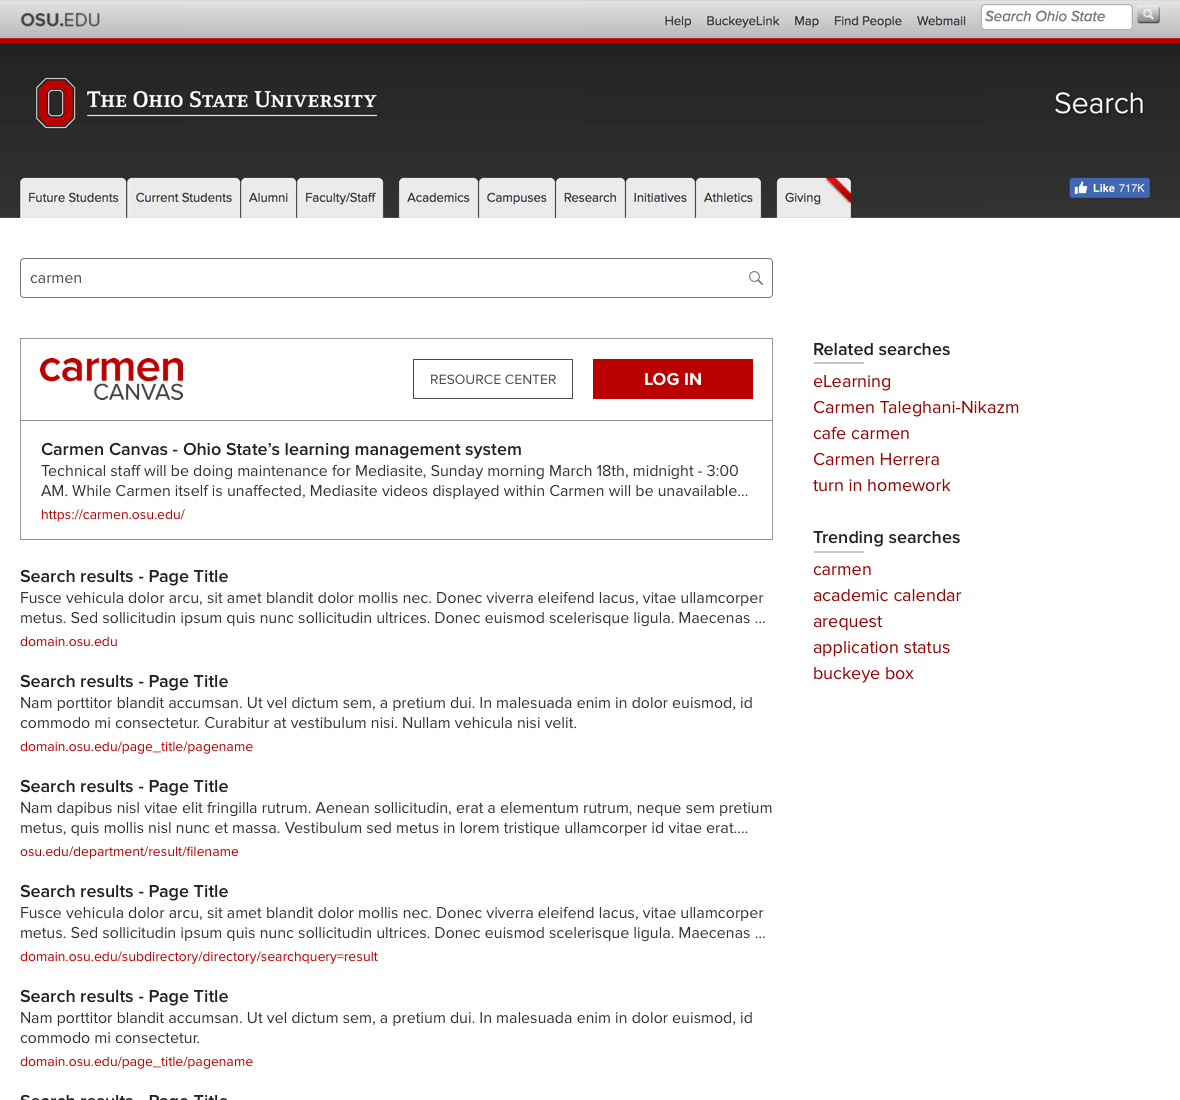 OSU.EDU
Help BuckeyeLink Map Find People Webmail Search Ohio State
THE OHIO STATE UNIVERSITY
Search
Future Students Current Students Alumni Faculty/Staff Academics Campuses Research Initiatives Athletics Giving
Like 717K
carmen
carmen
CANVAS
RESOURCE CENTER
LOG IN
Carmen Canvas - Ohio State’s learning management system
Technical staff will be doing maintenance for Mediasite, Sunday morning March 18th, midnight - 3:00
AM. While Carmen itself is unaffected, Mediasite videos displayed within Carmen will be unavailable...
https://carmen.osu.edu/
Search results - Page Title
Fusce vehicula dolor arcu, sit amet blandit dolor mollis nec. Donec viverra eleifend lacus, vitae ullamcorper
metus. Sed sollicitudin ipsum quis nunc sollicitudin ultrices. Donec euismod scelerisque ligula. Maecenas ...
domain.osu.edu
Search results - Page Title
Nam porttitor blandit accumsan. Ut vel dictum sem, a pretium dui. In malesuada enim in dolor euismod, id
commodo mi consectetur. Curabitur at vestibulum nisi. Nullam vehicula nisi velit.
domain.osu.edu/page_title/pagename
Search results - Page Title
Nam dapibus nisl vitae elit fringilla rutrum. Aenean sollicitudin, erat a elementum rutrum, neque sem pretium
metus, quis mollis nisl nunc et massa. Vestibulum sed metus in lorem tristique ullamcorper id vitae erat....
osu.edu/department/result/filename
Search results - Page Title
Fusce vehicula dolor arcu, sit amet blandit dolor mollis nec. Donec viverra eleifend lacus, vitae ullamcorper
metus. Sed sollicitudin ipsum quis nunc sollicitudin ultrices. Donec euismod scelerisque ligula. Maecenas ...
domain.osu.edu/subdirectory/directory/searchquery=result
Search results - Page Title
Nam porttitor blandit accumsan. Ut vel dictum sem, a pretium dui. In malesuada enim in dolor euismod, id
commodo mi consectetur.
domain.osu.edu/page_title/pagename
Search results - Page Title
Related searches
eLearning
Carmen Taleghani-Nikazm
cafe carmen
Carmen Herrera
turn in homework
Trending searches
carmen
academic calendar
arequest
application status
buckeye box